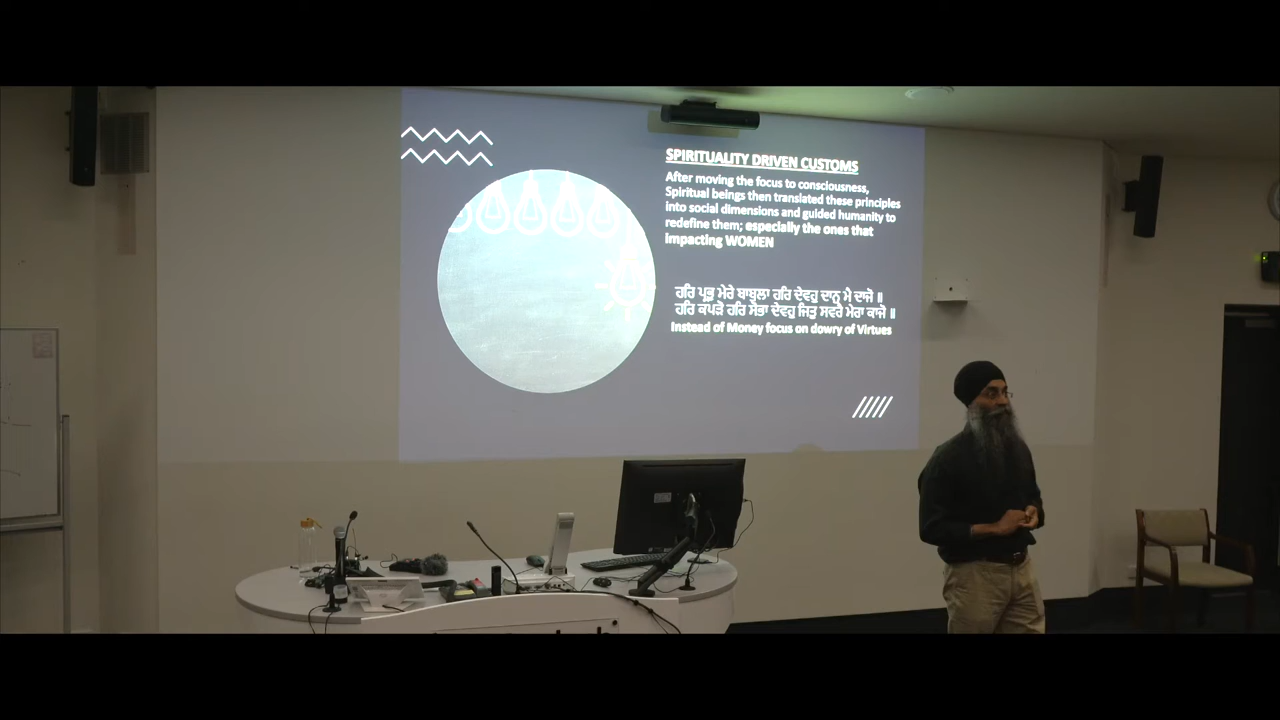 SPIRITUALITY DRIVEN CUSTOMS
After moving the focus to consciousness,
Spiritual beings then translated these principles
into social dimensions and guided humanity to
redefine them; especially the ones that
impacting WOMEN
ਹਰਿ ਪ੍ਰਭੁ ਮੇਰੇ ਬਾਬੁਲਾ ਹਰਿ ਦੇਵਹੁ ਦਾਨੁ ਮੈ ਦਾਜੋ ॥
ਹਰਿ ਕਪੜੋ ਹਰਿ ਸੋਭਾ ਦੇਵਹੁ ਜਿਤੁ ਸਵਰੈ ਮੇਰਾ ਕਾਜੋ ॥
Instead of Money focus on dowry of Virtues